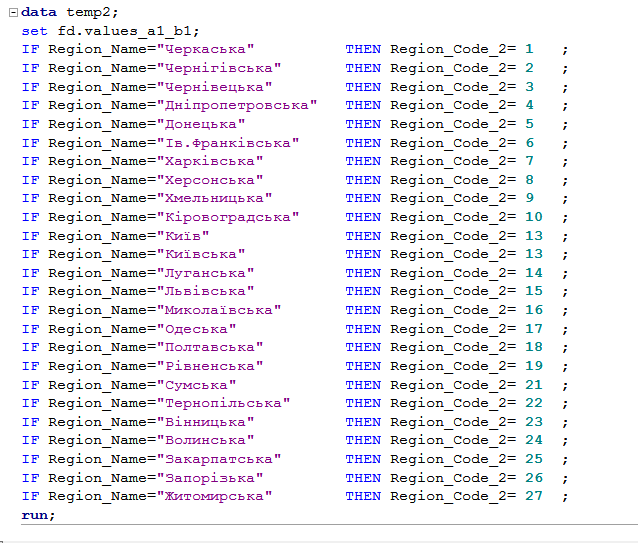 data temp2;
set fd.values_a1_b1;
IF Region_Name="Черкаська" THEN Region_Code_2= 1 ;
IF Region_Name="Чернігівська" THEN Region_Code_2= 2 ;
IF Region_Name="Чернівецька" THEN Region_Code_2= 3 ;
IF Region_Name="Дніпропетровська" THEN Region_Code_2= 4 ;
IF Region_Name="Донецька" THEN Region_Code_2= 5 ;
IF Region_Name="Ів.Франківська" THEN Region_Code_2= 6 ;
IF Region_Name="Харківська" THEN Region_Code_2= 7 ;
IF Region_Name="Херсонська" THEN Region_Code_2= 8 ;
IF Region_Name="Хмельницька" THEN Region_Code_2= 9 ;
IF Region_Name="Кіровоградська" THEN Region_Code_2= 10 ;
IF Region_Name="Київ" THEN Region_Code_2= 13 ;
IF Region_Name="Київська" THEN Region_Code_2= 13 ;
IF Region_Name="Луганська" THEN Region_Code_2= 14 ;
IF Region_Name="Львівська" THEN Region_Code_2= 15 ;
IF Region_Name="Миколаївська" THEN Region_Code_2= 16 ;
IF Region_Name="Одеська" THEN Region_Code_2= 17 ;
IF Region_Name="Полтавська" THEN Region_Code_2= 18 ;
IF Region_Name="Рівненська" THEN Region_Code_2= 19 ;
IF Region_Name="Сумська" THEN Region_Code_2= 21 ;
IF Region_Name="Тернопільська" THEN Region_Code_2= 22 ;
IF Region_Name="Вінницька" THEN Region_Code_2= 23 ;
IF Region_Name="Волинська" THEN Region_Code_2= 24 ;
IF Region_Name="Закарпатська" THEN Region_Code_2= 25 ;
IF Region_Name="Запорізька" THEN Region_Code_2= 26 ;
IF Region_Name="Житомирська" THEN Region_Code_2= 27 ;
run;